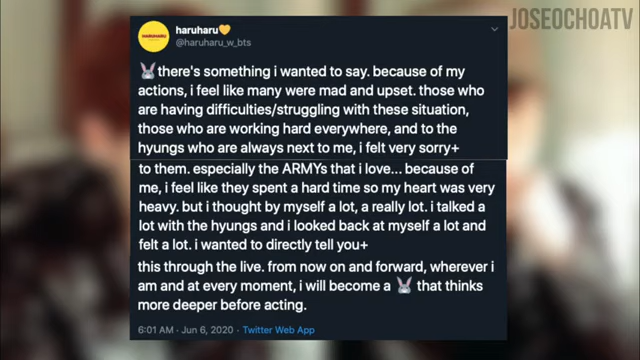 JOSEOCHOATV
haruharu💛
@haruharu_w_bts
🐰there's something i wanted to say. because of my
actions, i feel like many were mad and upset. those who
are having difficulties/struggling with these situation,
those who are working hard everywhere, and to the
hyungs who are always next to me, i felt very sorry+
to them. especially the ARMYs that i love... because of
me, i feel like they spent a hard time so my heart was very
heavy. but i thought by myself a lot, a really lot. i talked a
lot with the hyungs and i looked back at myself a lot and
felt a lot. i wanted to directly tell you+
this through the live. from now on and forward, wherever i
am and at every moment, i will become a 🐰 that thinks
more deeper before acting.
6:01 AM · Jun 6, 2020 · Twitter Web App